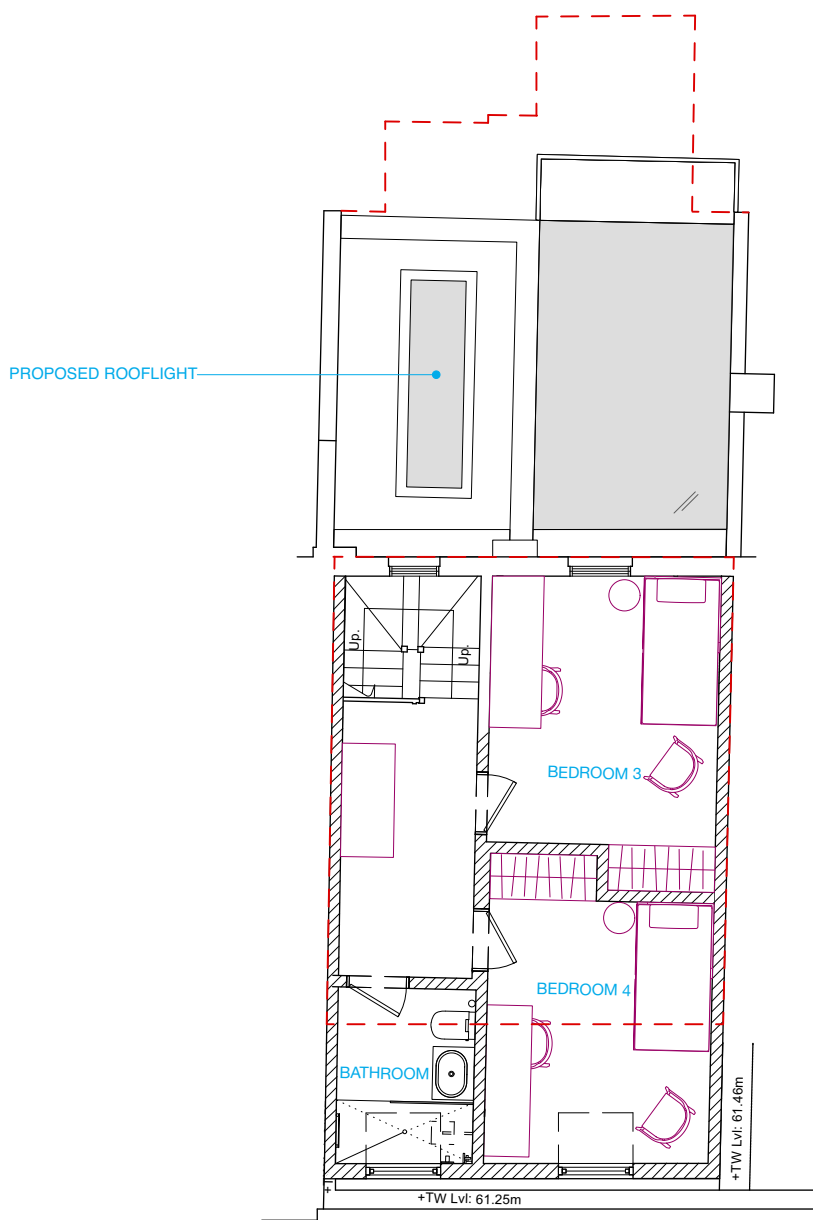 PROPOSED ROOFLIGHT
Up.
Up.
BEDROOM 3
BEDROOM 4
BATHROOM
+TW Lvl: 61.46m
+TW Lvl: 61.25m